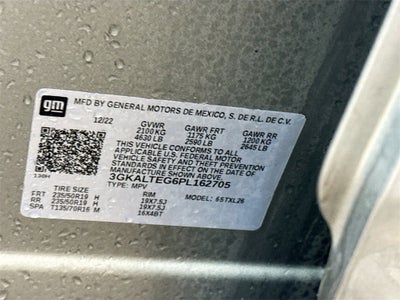 gm
MFD BY GENERAL MOTORS DE MEXICO, S. DE R.L. DE C.V.
12/22 GVWR GAWR FRT GAWR RR
2100 KG 1175 KG 1200 KG
4630 LB 2590 LB 2645 LB
THIS VEHICLE CONFORMS TO ALL APPLICABLE
U.S. FEDERAL MOTOR VEHICLE
SAFETY AND THEFT PREVENTION
STANDARDS IN EFFECT ON THE DATE OF
MANUFACTURE SHOWN ABOVE.
3GKALTEG6PL162705
TYPE: MPV MODEL: 6STXL26
TIRE SIZE RIM
FRT 235/50R19 H 19X7.5J
RR 235/50R19 H 19X7.5J
SPA T135/70R16 M 16X4BT